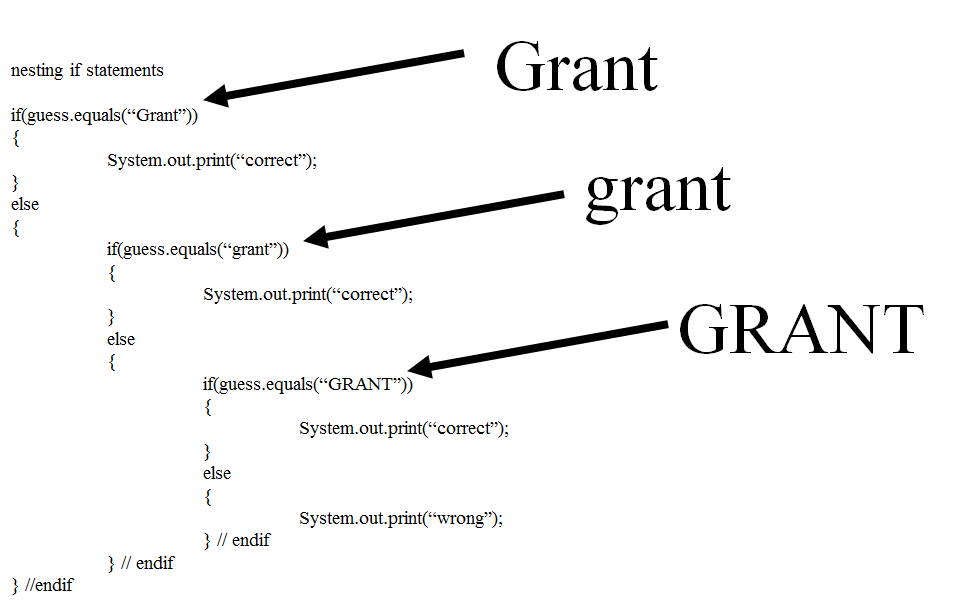 Grant
nesting if statements
if(guess.equals(“Grant”))
{
System.out.print(“correct”);
}
else
{
grant
if(guess.equals(“grant”))
{
System.out.print(“correct”);
}
else
{
GRANT
if(guess.equals(“GRANT”))
{
System.out.print(“correct”);
}
else
{
System.out.print(“wrong”);
} // endif
} // endif
} //endif